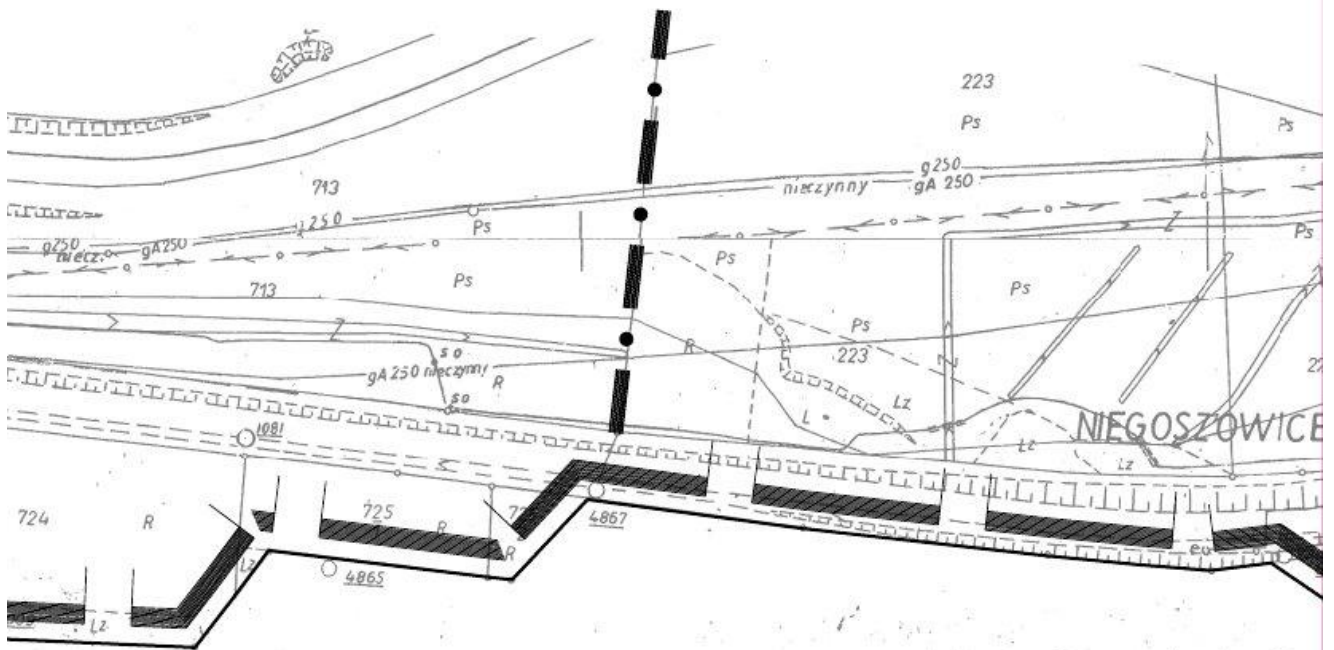 223
Ps
Ps
g250
nieczynny gA 250
713
250
Ps
g250
gA250
niecz.
Z
Ps
Ps
Ps
Ps
713
Z
Ps
R
223
so
gA 250 nieczynny
R
so
Lz
L
NIEGOSZOWICE
1081
Lz
Lz
724
R
725
R
4867
R
eo
Lz
4865
Lz